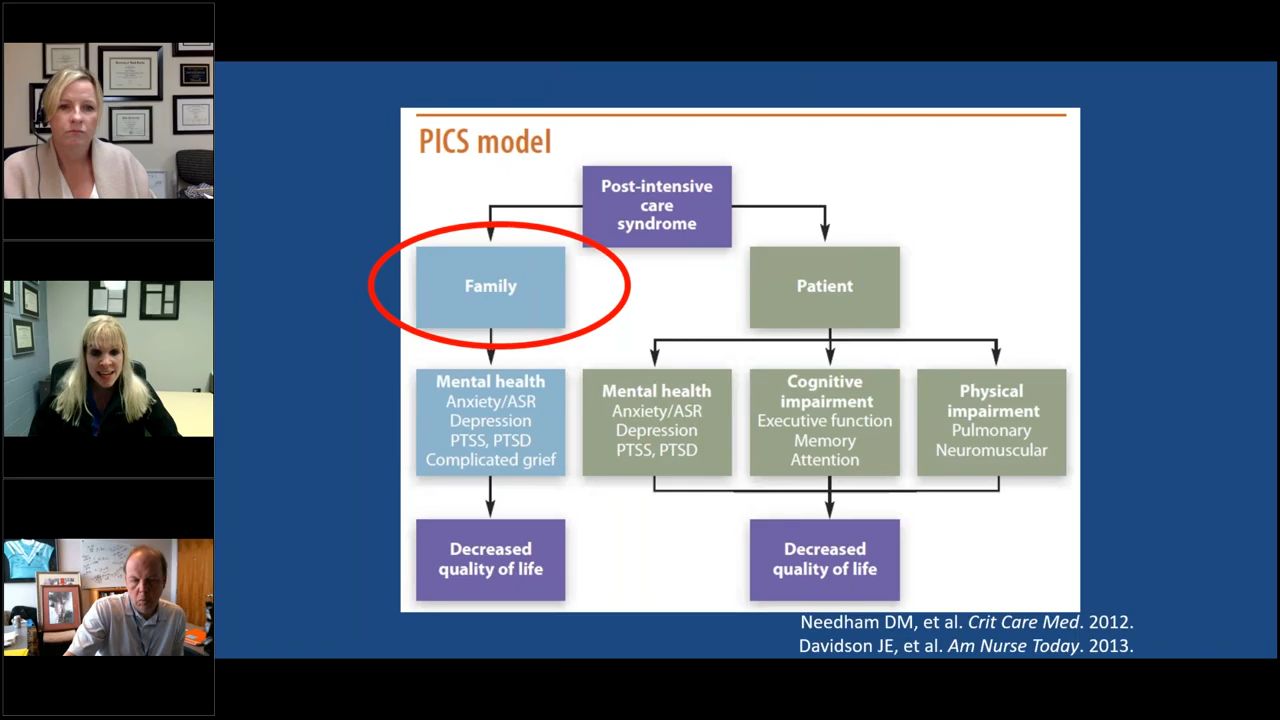 PICS model
Post-intensive
care
syndrome
Family
Patient
Mental health
Anxiety/ASR
Depression
PTSS, PTSD
Complicated grief
Mental health
Anxiety/ASR
Depression
PTSS, PTSD
Cognitive
impairment
Executive function
Memory
Attention
Physical
impairment
Pulmonary
Neuromuscular
Decreased
quality of life
Decreased
quality of life
Needham DM, et al. Crit Care Med. 2012.
Davidson JE, et al. Am Nurse Today. 2013.